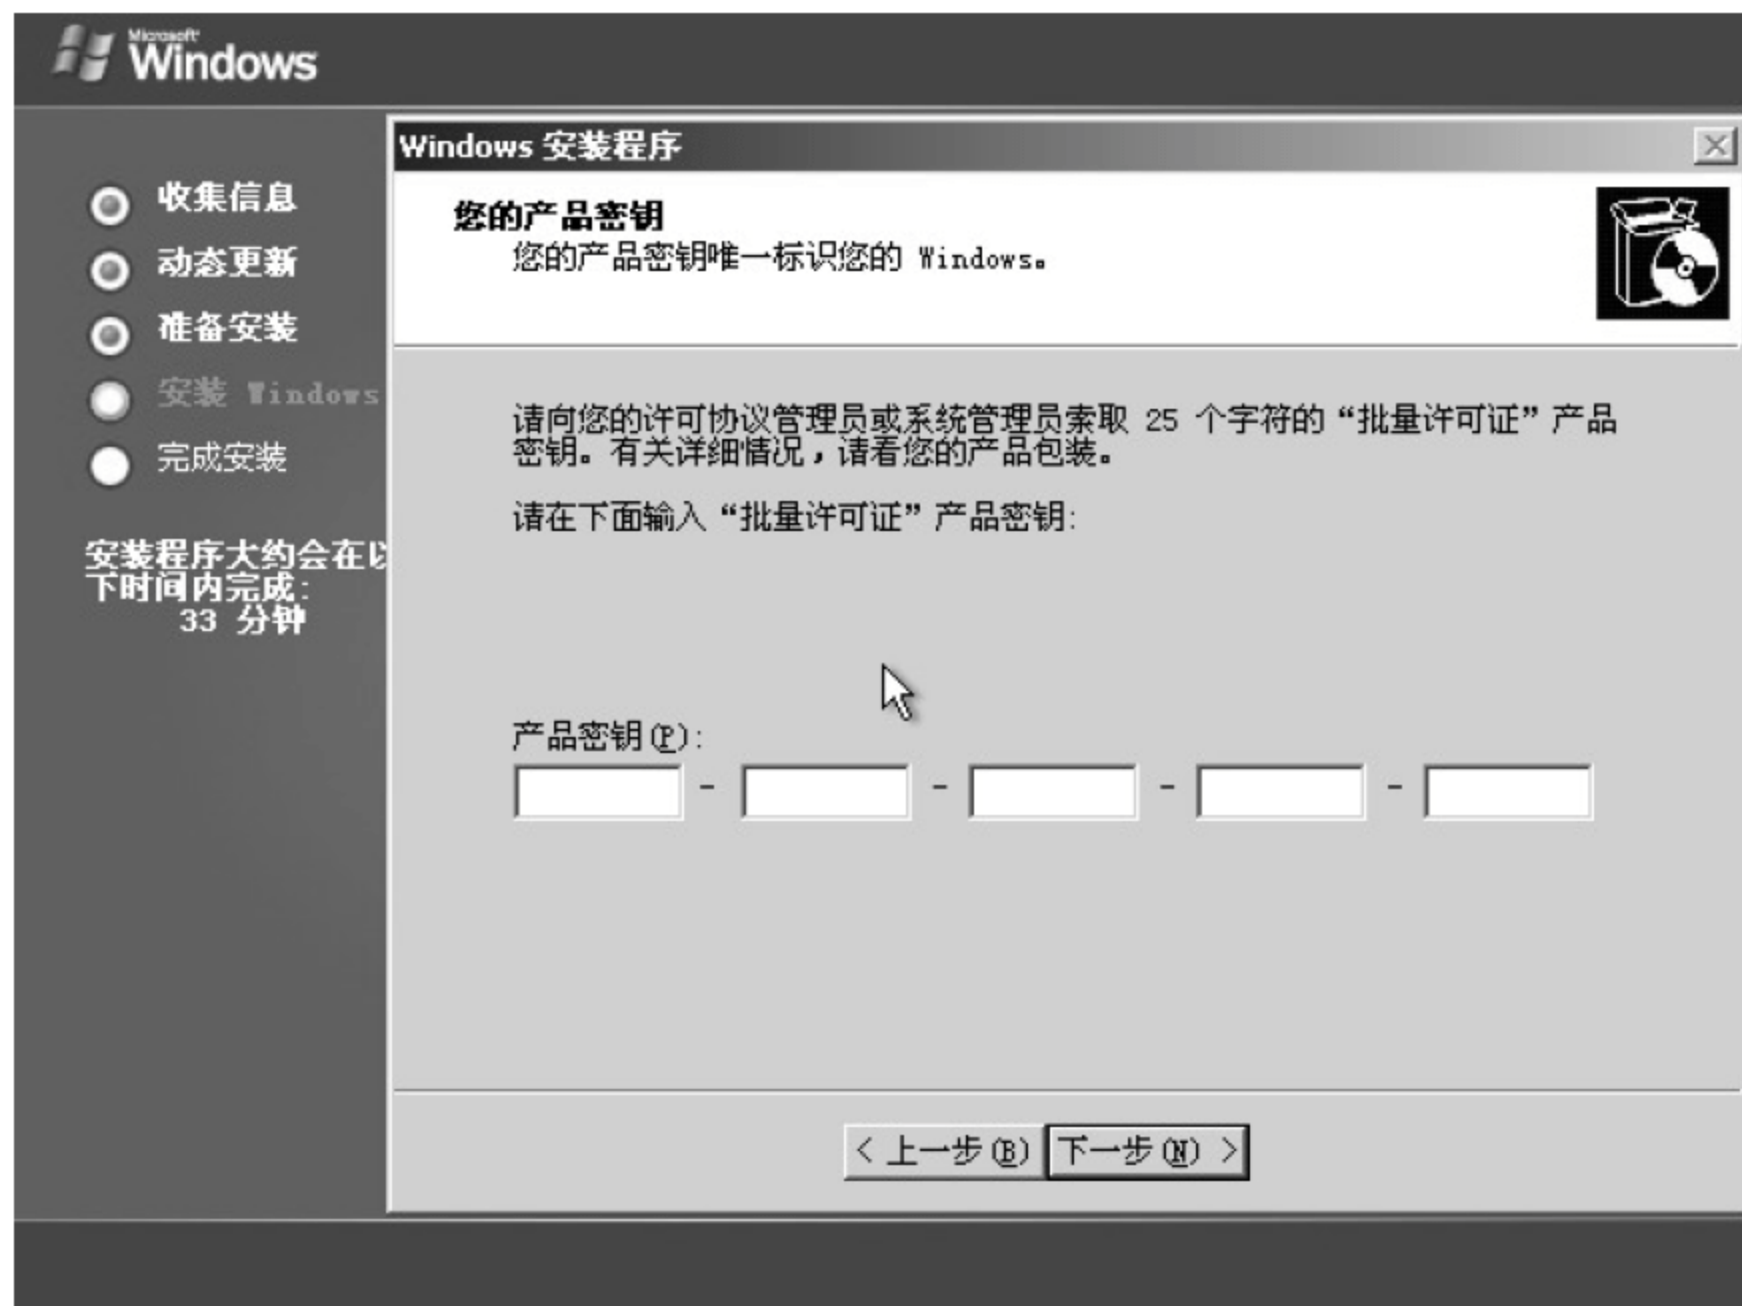 Microsoft
Windows
收集信息
动态更新
准备安装
安装 Windows
完成安装
安装程序大约会在以
下时间内完成:
33 分钟
Windows 安装程序
您的产品密钥
您的产品密钥唯一标识您的 Windows。
请向您的许可协议管理员或系统管理员索取 25 个字符的“批量许可证”产品
密钥。有关详细情况，请看您的产品包装。
请在下面输入“批量许可证”产品密钥:
产品密钥(P):
- - - -
< 上一步(B) 下一步(N) >